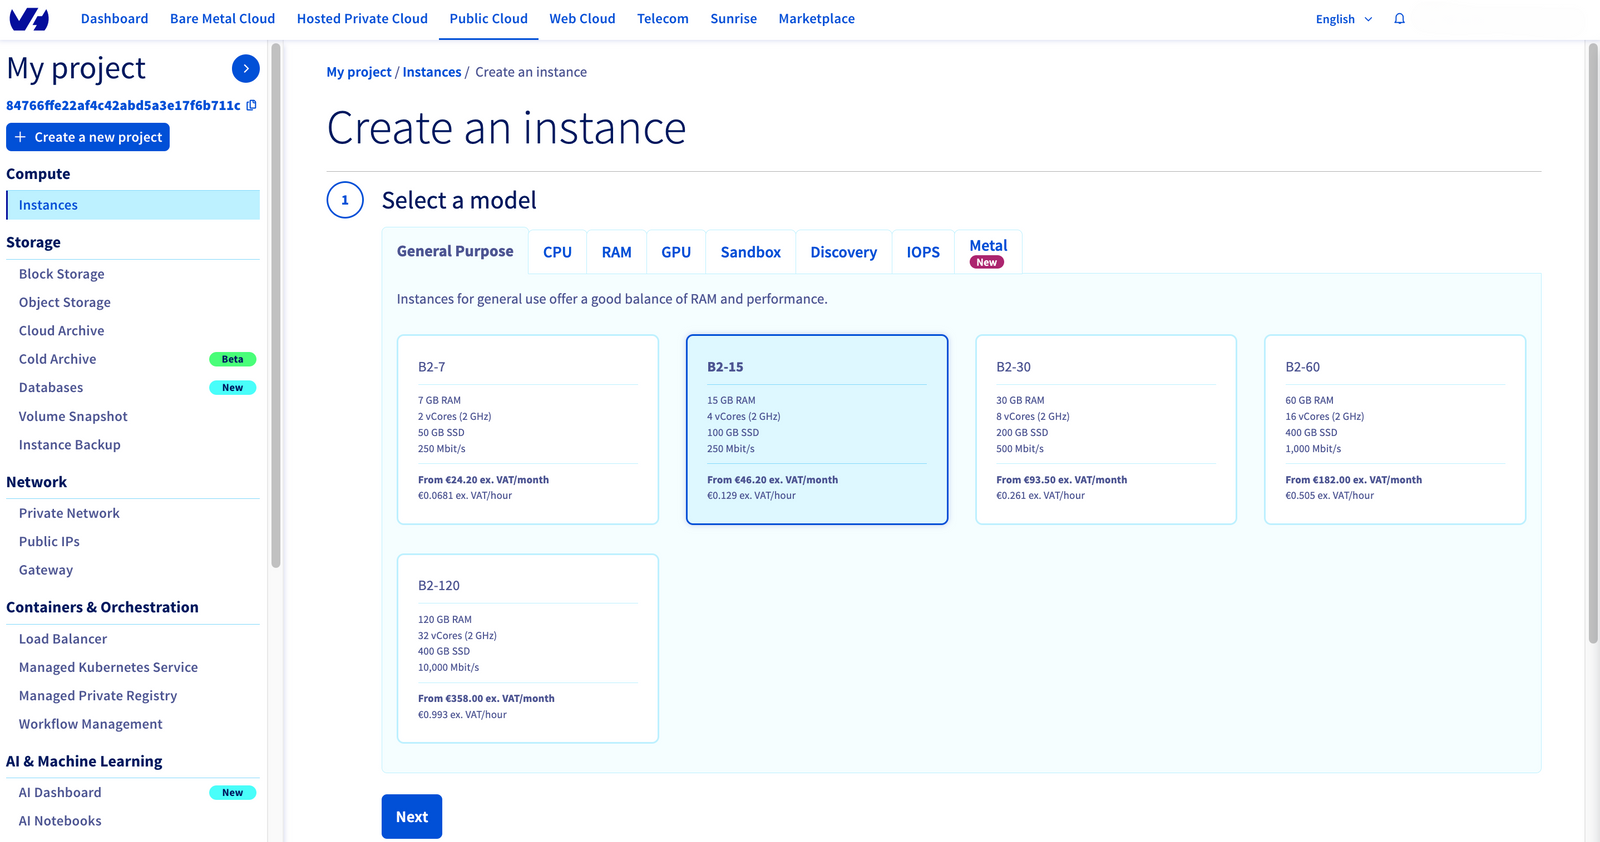 Dashboard Bare Metal Cloud Hosted Private Cloud Public Cloud Web Cloud Telecom Sunrise Marketplace English
My project
84766ffe22af4c42abd5a3e17f6b711c
+ Create a new project
Compute
Instances
Storage
Block Storage
Object Storage
Cloud Archive
Cold Archive Beta
Databases New
Volume Snapshot
Instance Backup
Network
Private Network
Public IPs
Gateway
Containers & Orchestration
Load Balancer
Managed Kubernetes Service
Managed Private Registry
Workflow Management
AI & Machine Learning
AI Dashboard New
AI Notebooks
My project / Instances / Create an instance
Create an instance
1 Select a model
General Purpose CPU RAM GPU Sandbox Discovery IOPS Metal New
Instances for general use offer a good balance of RAM and performance.
B2-7
7 GB RAM
2 vCores (2 GHz)
50 GB SSD
250 Mbit/s
From €24.20 ex. VAT/month
€0.0681 ex. VAT/hour
B2-15
15 GB RAM
4 vCores (2 GHz)
100 GB SSD
250 Mbit/s
From €46.20 ex. VAT/month
€0.129 ex. VAT/hour
B2-30
30 GB RAM
8 vCores (2 GHz)
200 GB SSD
500 Mbit/s
From €93.50 ex. VAT/month
€0.261 ex. VAT/hour
B2-60
60 GB RAM
16 vCores (2 GHz)
400 GB SSD
1,000 Mbit/s
From €182.00 ex. VAT/month
€0.505 ex. VAT/hour
B2-120
120 GB RAM
32 vCores (2 GHz)
400 GB SSD
10,000 Mbit/s
From €358.00 ex. VAT/month
€0.993 ex. VAT/hour
Next